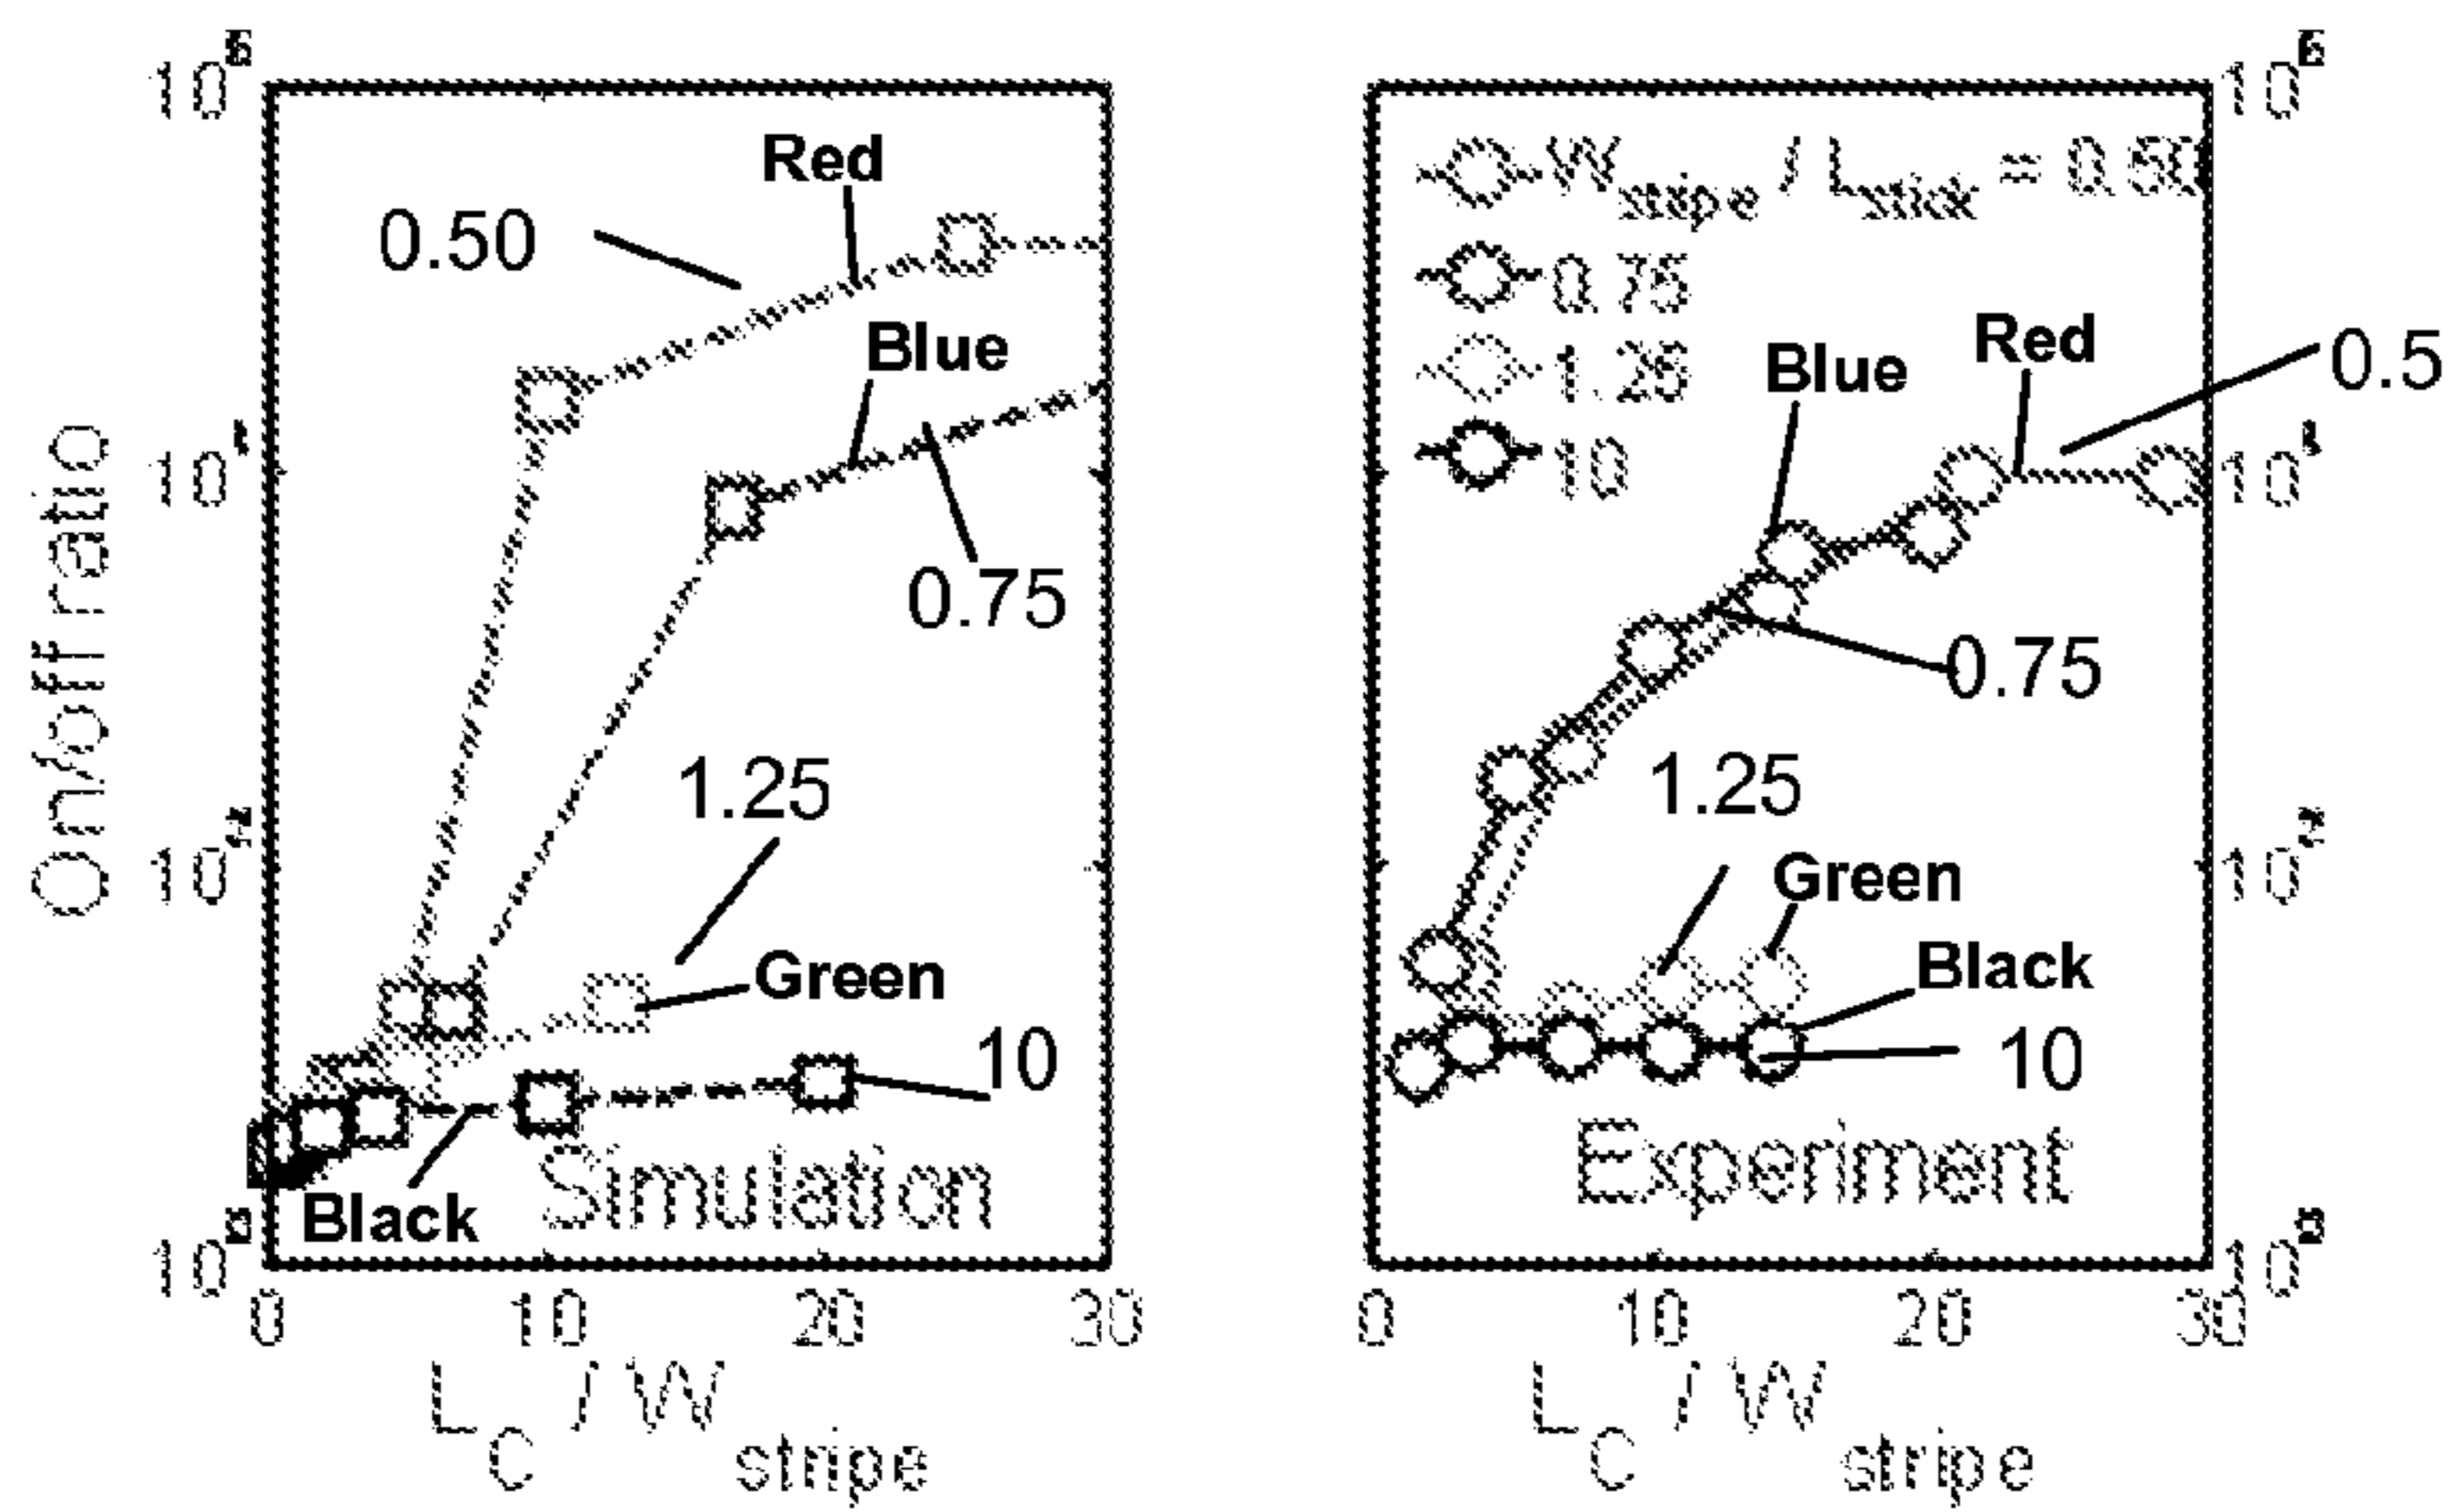 On/off ratio
Red
0.50
Blue
0.75
1.25
Green
10
Black
Simulation
0
10
20
30
L_C / W_stripe
W_stripe / L_stick = 0.50
0.75
1.25
10
Blue
Red
0.5
0.75
1.25
Green
Black
10
Experiment
0
10
20
30
L_C / W_stripe